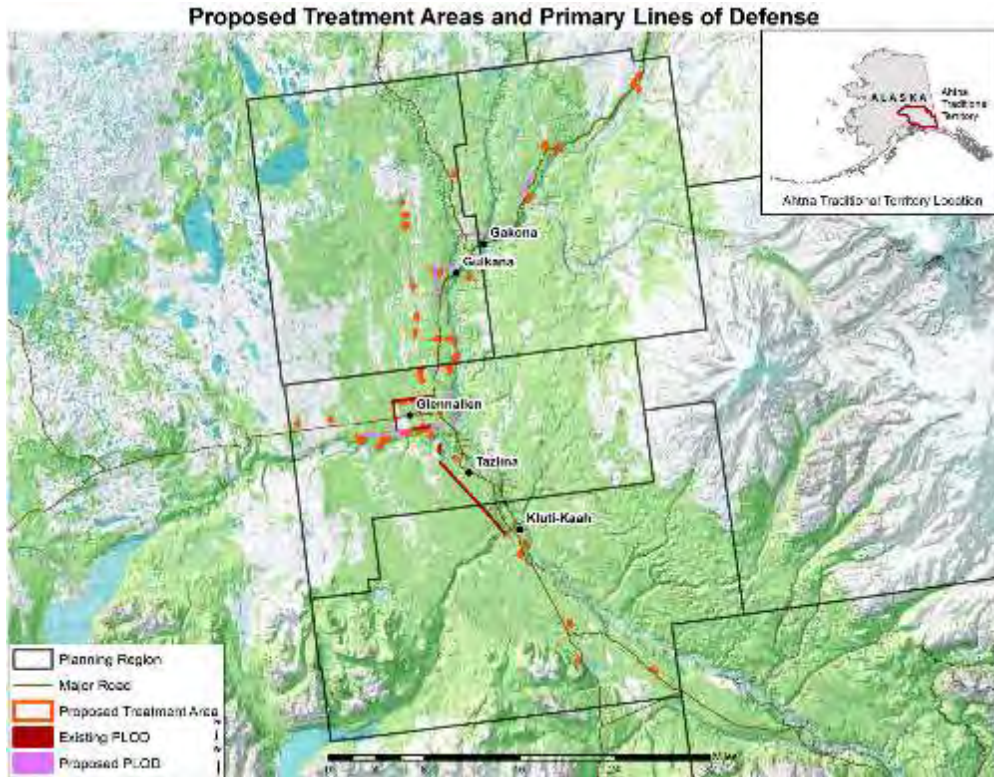 Proposed Treatment Areas and Primary Lines of Defense
ALASKA
Ahtna
Traditional
Territory
Ahtna Traditional Territory Location
Gakona
Gulkana
Glennallen
Tazlina
Kluti-Kaah
Planning Region
Major Road
Proposed Treatment Area
Existing PLOD
Proposed PLOD